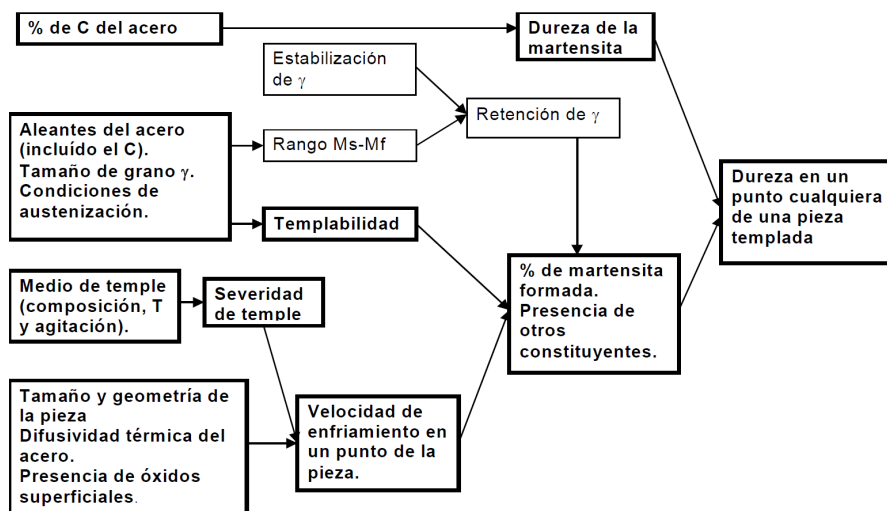 % de C del acero
Dureza de la
martensita
Estabilización
de γ
Retención de γ
Aleantes del acero
(incluído el C).
Tamaño de grano γ.
Condiciones de
austenización.
Rango Ms-Mf
Templabilidad
Dureza en un
punto cualquiera
de una pieza
templada
Medio de temple
(composición, T
y agitación).
Severidad
de temple
% de martensita
formada.
Presencia de
otros
constituyentes.
Tamaño y geometría de
la pieza
Difusividad térmica del
acero.
Presencia de óxidos
superficiales.
Velocidad de
enfriamiento en
un punto de la
pieza.